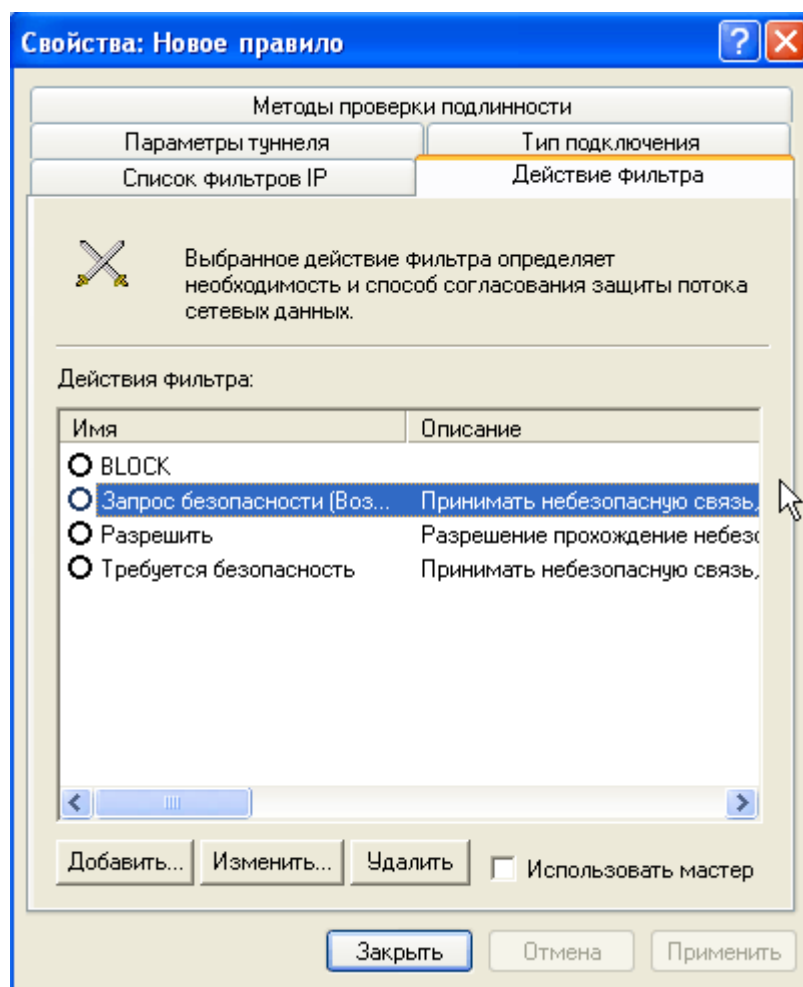 Свойства: Новое правило
Методы проверки подлинности
Параметры туннеля Тип подключения
Список фильтров IP Действие фильтра
Выбранное действие фильтра определяет
необходимость и способ согласования защиты потока
сетевых данных.
Действия фильтра:
Имя Описание
BLOCK
Запрос безопасности (Воз... Принимать небезопасную связь,
Разрешить Разрешение прохождение небезо
Требуется безопасность Принимать небезопасную связь,
Добавить... Изменить... Удалить Использовать мастер
Закрыть Отмена Применить